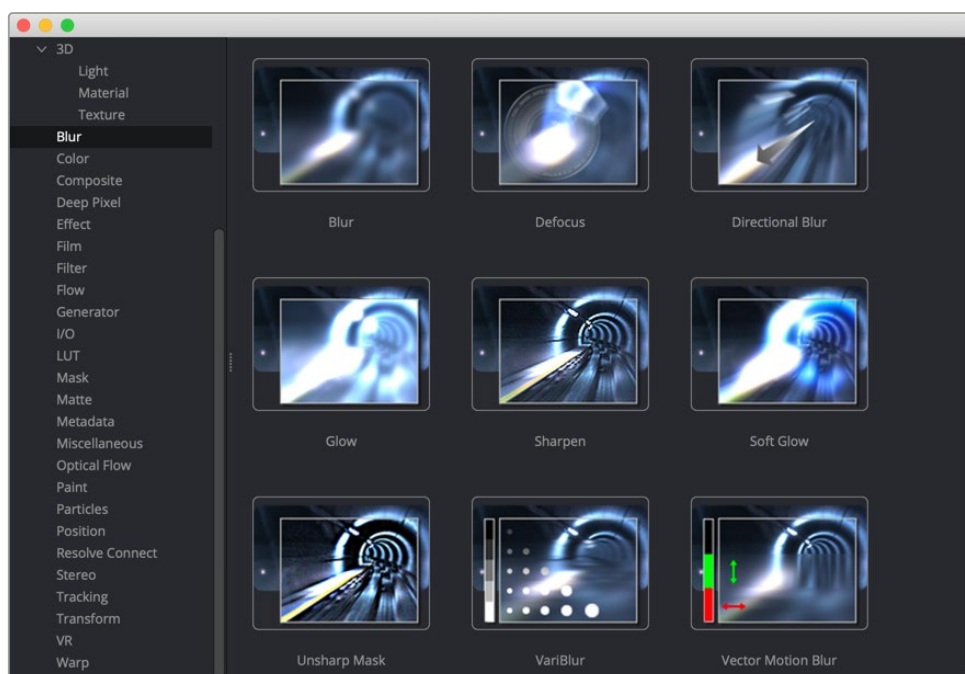 3D
Light
Material
Texture
Blur
Color
Composite
Deep Pixel
Effect
Film
Filter
Flow
Generator
I/O
LUT
Mask
Matte
Metadata
Miscellaneous
Optical Flow
Paint
Particles
Position
Resolve Connect
Stereo
Tracking
Transform
VR
Warp
Blur
Defocus
Directional Blur
Glow
Sharpen
Soft Glow
Unsharp Mask
VariBlur
Vector Motion Blur